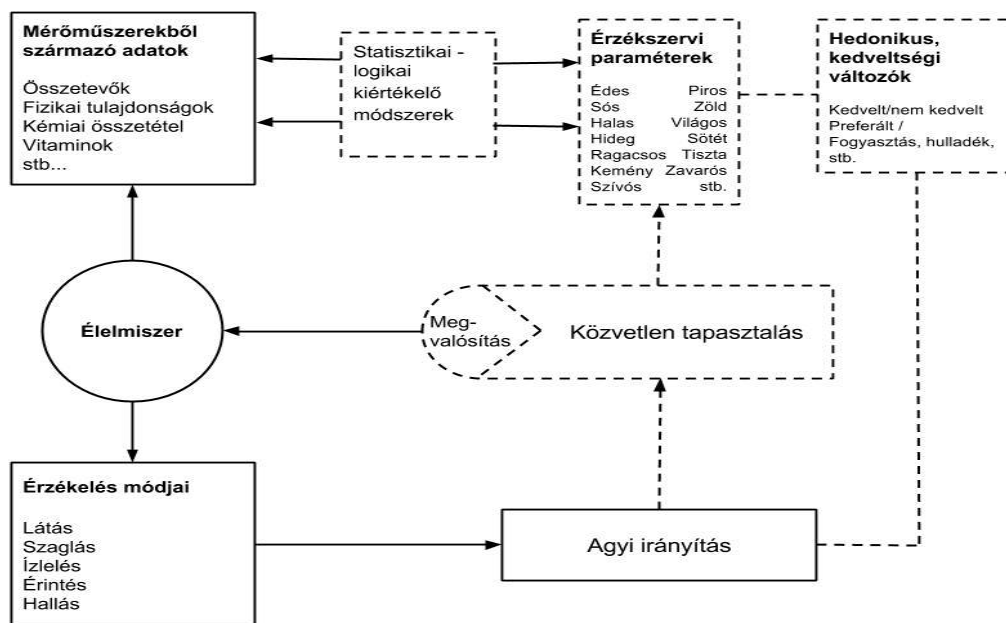 Mérőműszerekből
származó adatok
Összetevők
Fizikai tulajdonságok
Kémiai összetétel
Vitaminok
stb...
Statisztikai -
logikai
kiértékelő
módszerek
Érzékszervi
paraméterek
Édes Piros
Sós Zöld
Halas Világos
Hideg Sötét
Ragacsos Tiszta
Kemény Zavarós
Szívós stb.
Hedonikus,
kedveltségi
változók
Kedvelt/nem kedvelt
Preferált /
Fogyasztás, hulladék,
stb.
Élelmiszer
Meg-
valósítás
Közvetlen tapasztalás
Érzékelés módjai
Látás
Szaglás
Ízlelés
Érintés
Hallás
Agyi irányítás